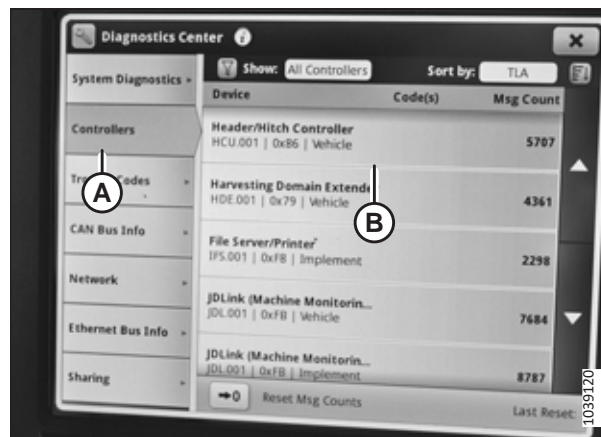 Diagnostics Center
System Diagnostics
Show: All Controllers Sort by: TLA
Device Code(s) Msg Count
Controllers
Header/Hitch Controller
HCU.001 | 0xB6 | Vehicle
5707
A
Codes
Harvesting Domain Extende
HDE.001 | 0x79 | Vehicle
4361
B
CAN Bus Info
File Server/Printer
IFS.001 | 0xFB | Implement
2298
Network
JDLink (Machine Monitorin...
JDL.001 | 0xFB | Vehicle
7684
Ethernet Bus Info
JDLink (Machine Monitorin...
JDL.001 | 0xFB | Implement
8787
Sharing
→0 Reset Msg Counts
Last Reset:
1039120